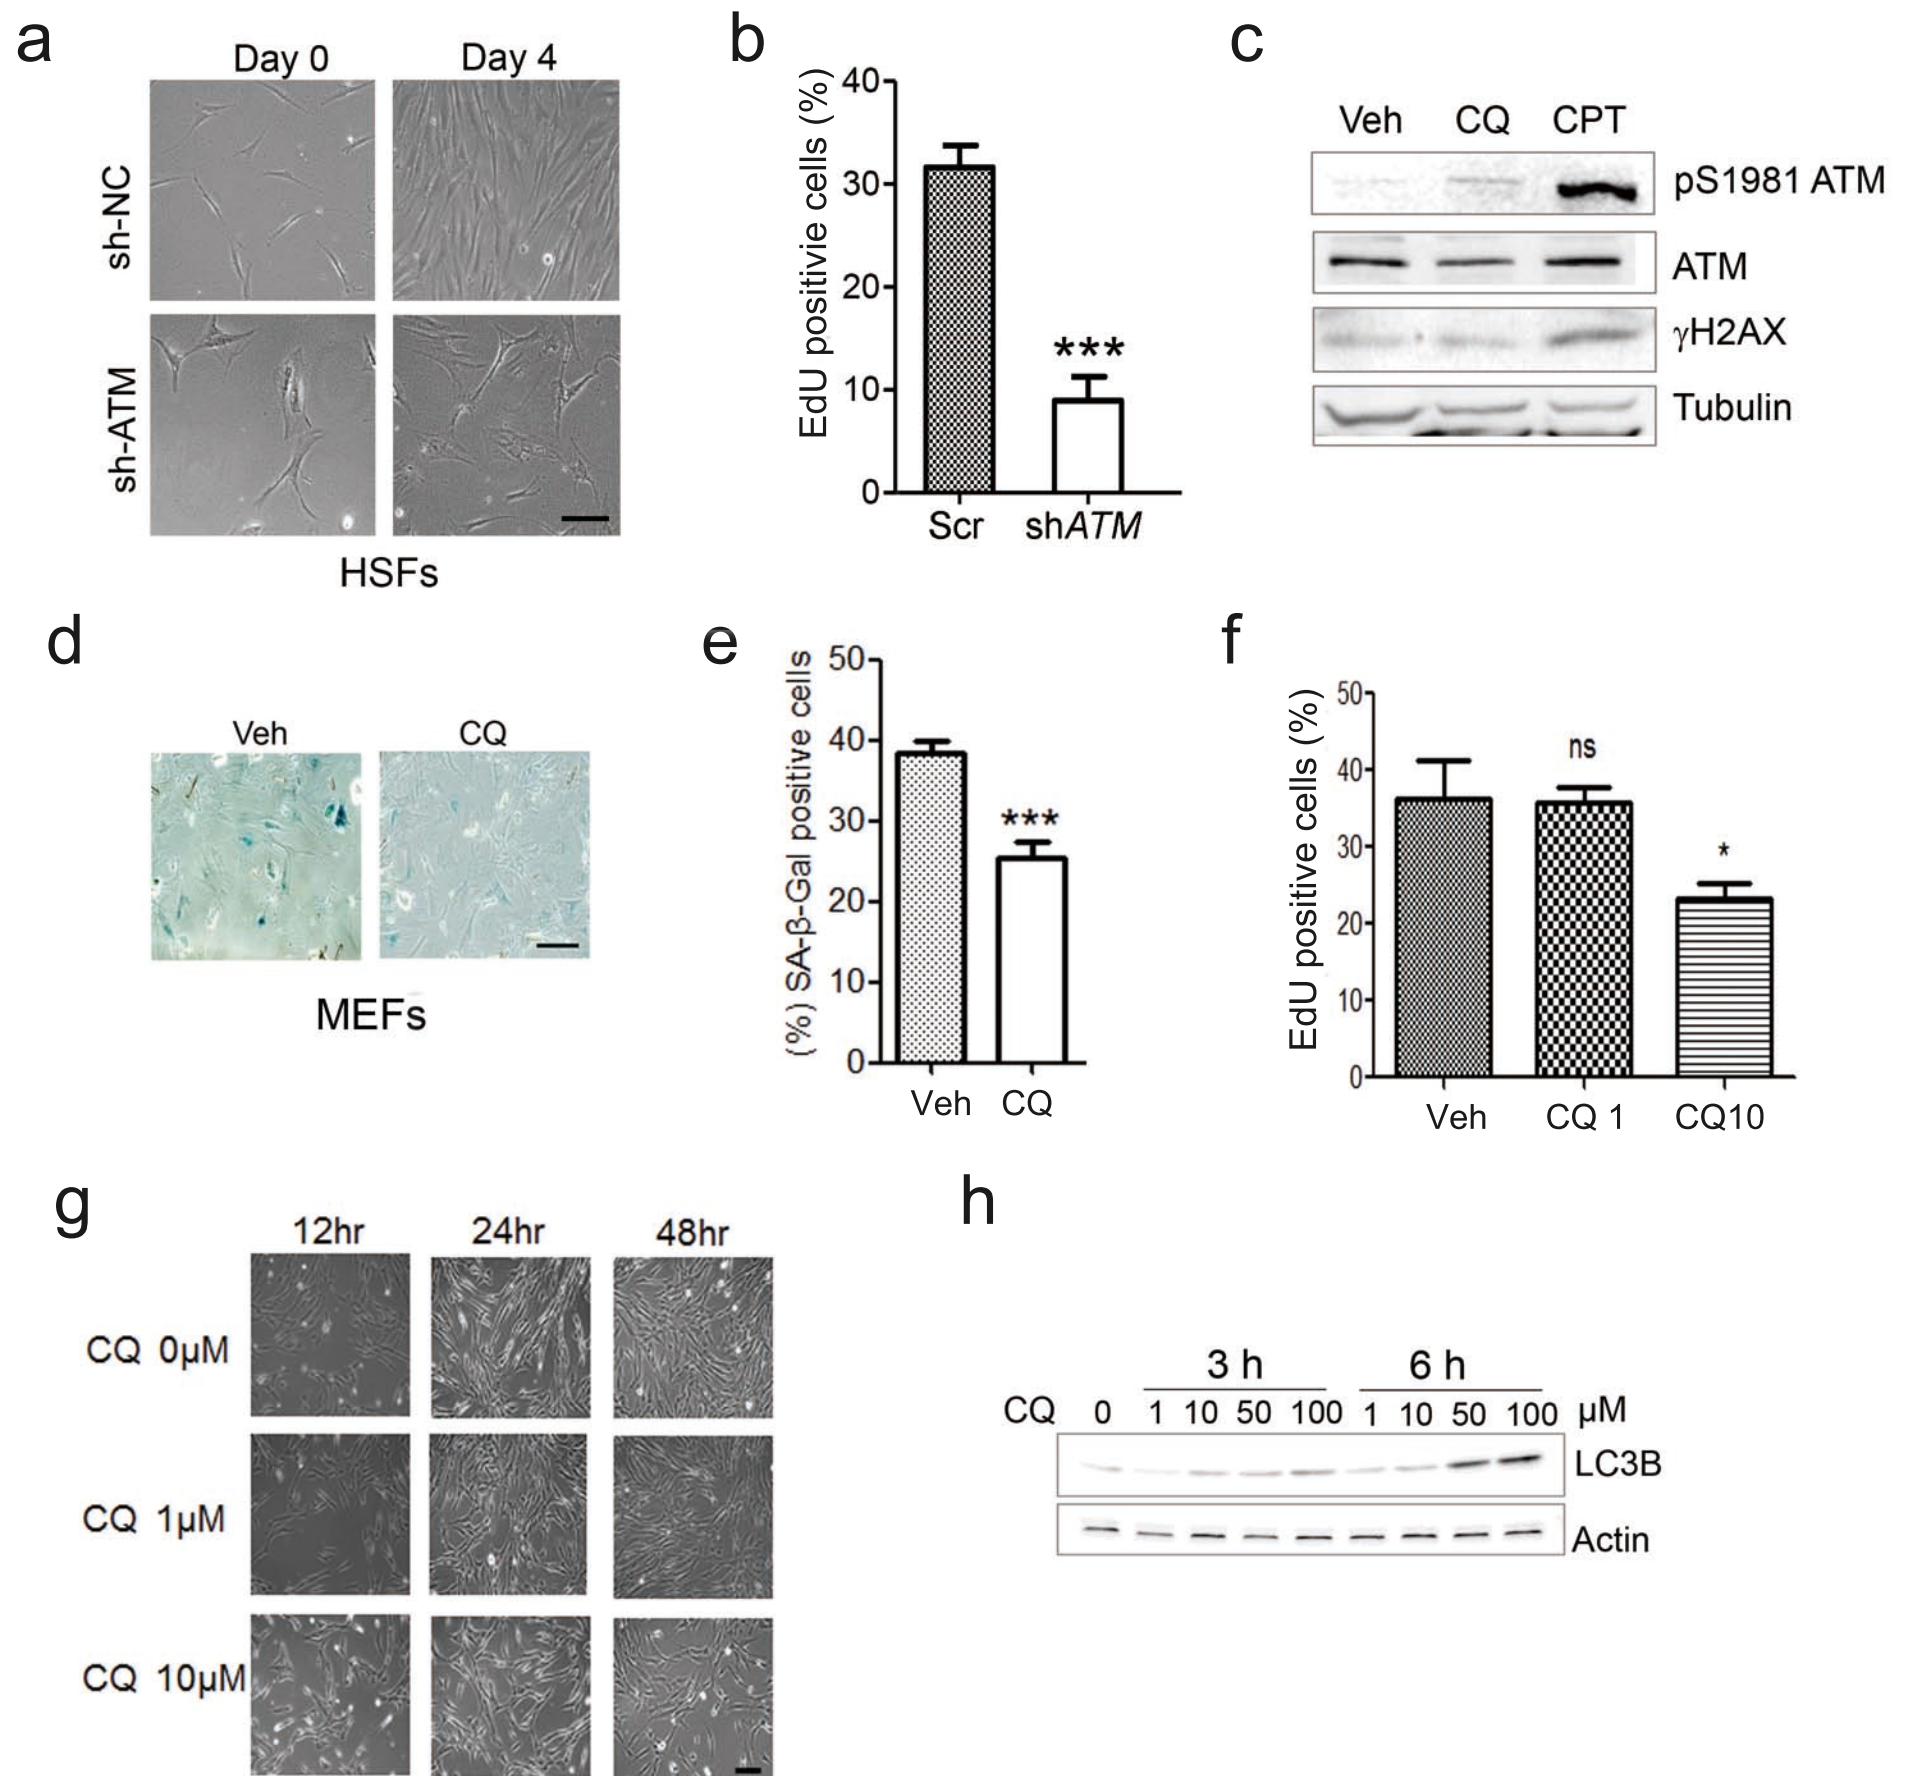 a
Day 0 Day 4
sh-NC
sh-ATM
HSFs
b
EdU positivie cells (%)
40
30
20
10
0
***
Scr shATM
c
Veh CQ CPT
pS1981 ATM
ATM
γH2AX
Tubulin
d
Veh CQ
MEFs
e
(%) SA-β-Gal positive cells
50
40
30
20
10
0
***
Veh CQ
f
EdU positive cells (%)
50
40
30
20
10
0
ns
*
Veh CQ 1 CQ10
g
12hr 24hr 48hr
CQ 0µM
CQ 1µM
CQ 10µM
h
3 h 6 h
CQ 0 1 10 50 100 1 10 50 100 µM
LC3B
Actin